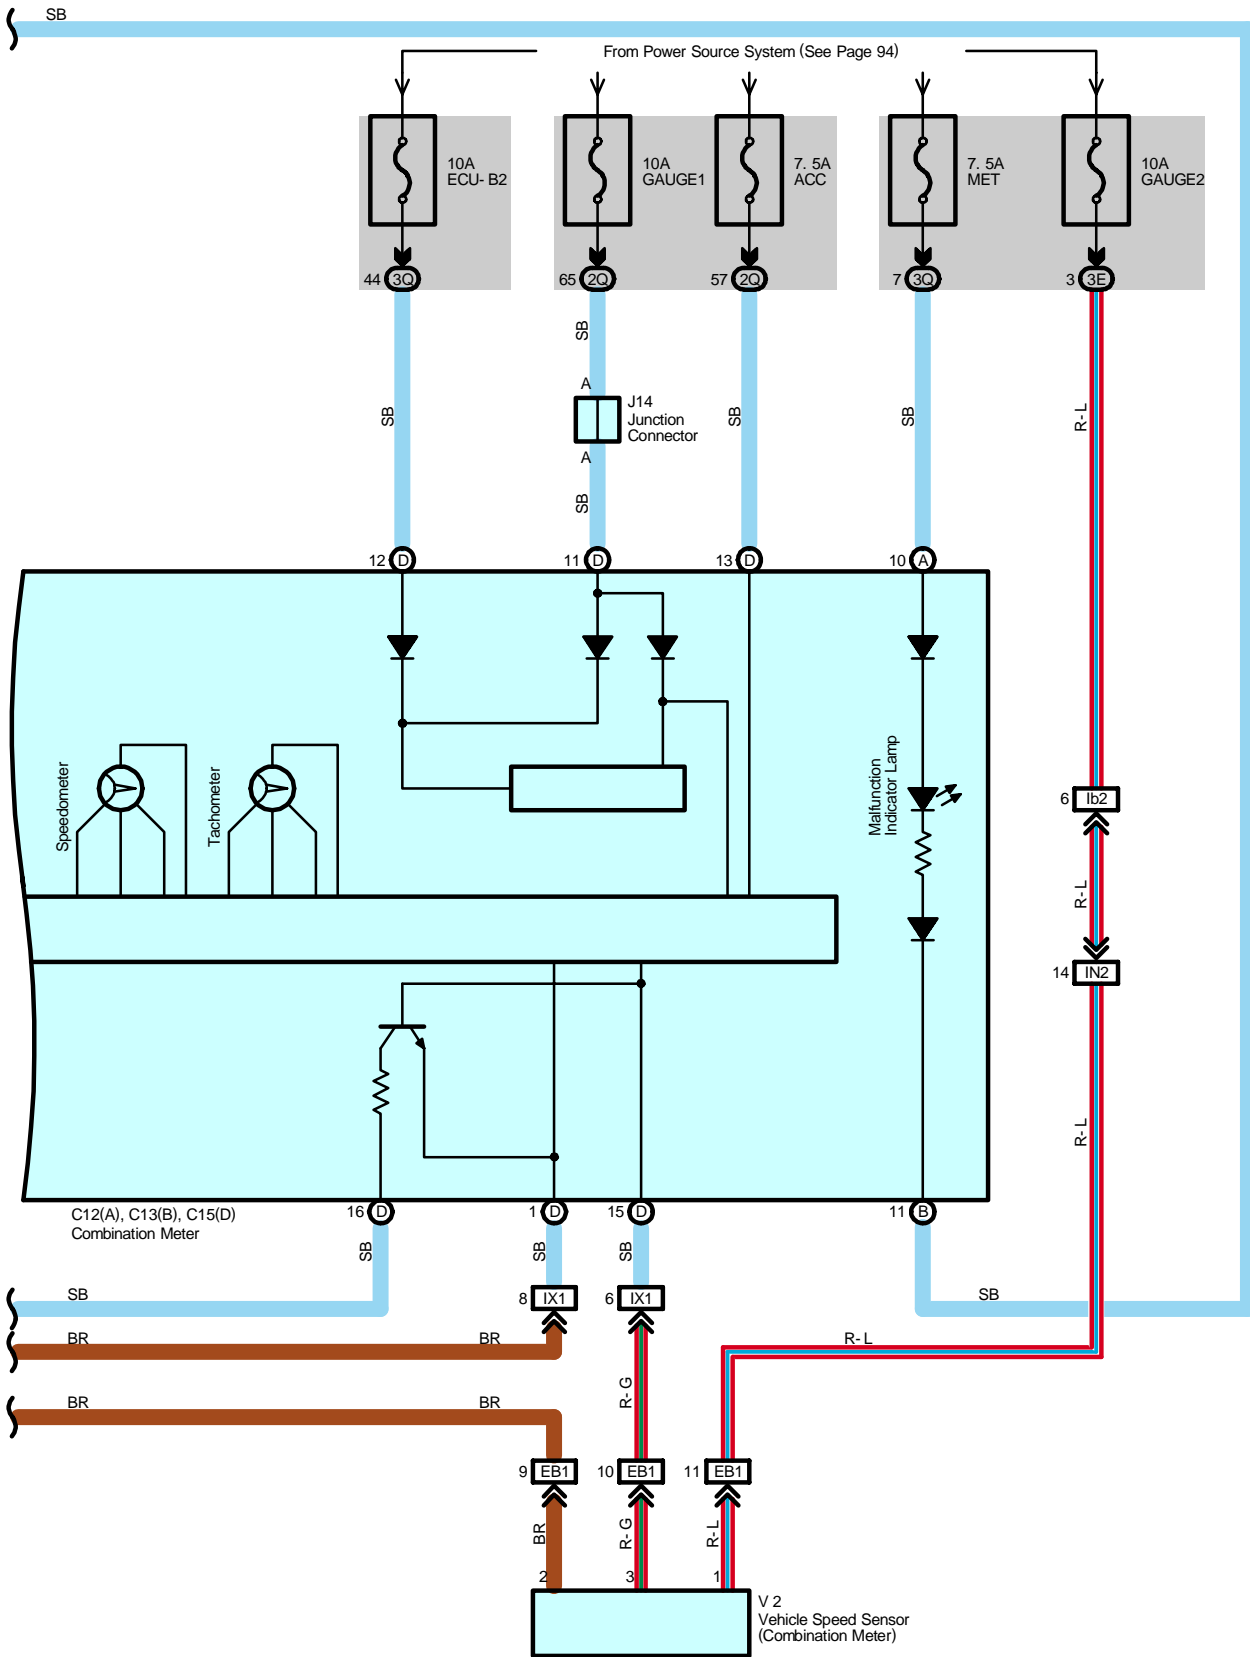 SB
From Power Source System (See Page 94)
10A
ECU- B2
10A
GAUGE1
7. 5A
ACC
7. 5A
MET
10A
GAUGE2
44 3Q
65 2Q
57 2Q
7 3Q
3 3E
SB
A
J14
Junction
Connector
A
SB
SB
SB
SB
R- L
12 D
11 D
13 D
10 A
Speedometer
Tachometer
Malfunction
Indicator Lamp
6 Ib2
R- L
14 IN2
R- L
C12(A), C13(B), C15(D)
Combination Meter
16 D
1 D
15 D
11 B
SB
SB
SB
SB
8 IX1
6 IX1
SB
BR
BR
R- L
R- G
BR
BR
9 EB1
10 EB1
11 EB1
BR
R- G
R- L
2
3
1
V 2
Vehicle Speed Sensor
(Combination Meter)